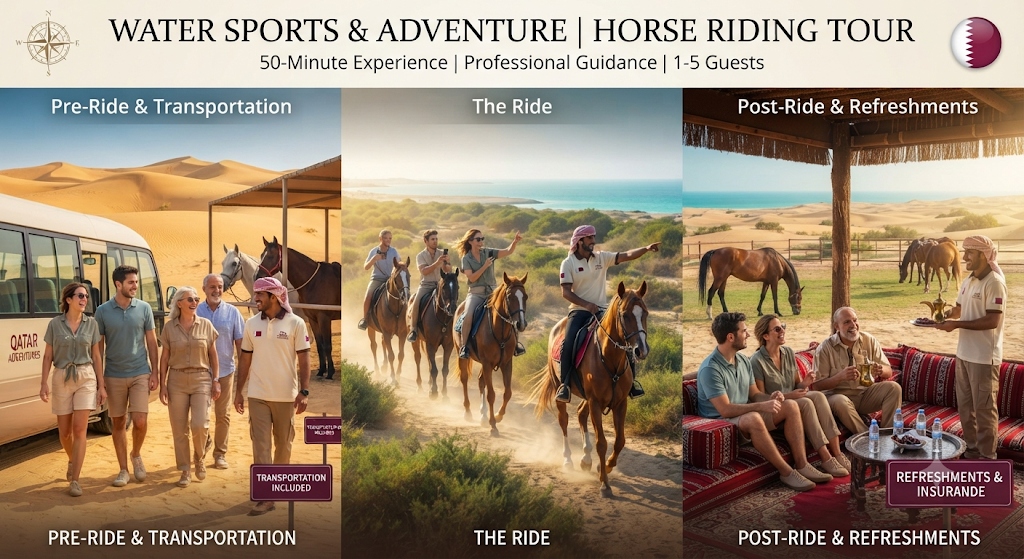 WATER SPORTS & ADVENTURE | HORSE RIDING TOUR
50-Minute Experience | Professional Guidance | 1-5 Guests
Pre-Ride & Transportation
The Ride
Post-Ride & Refreshments
QATAR
ADVENTURES
TRANSPORTATION
INCLUDED
REFRESHMENTS &
INSURANDE
PRE-RIDE & TRANSPORTATION
THE RIDE
POST-RIDE & REFRESHMENTS